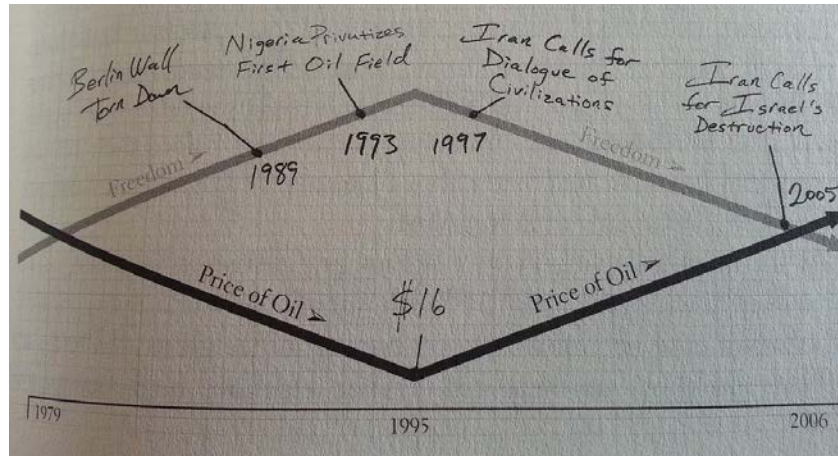 Berlin Wall
Torn Down
Nigeria Privatizes
First Oil Field
Iran Calls for
Dialogue of
Civilizations
Iran Calls
for Israel's
Destruction
1989
1993
1997
2005
Freedom >
Freedom >
Price of Oil >
$16
Price of Oil >
1979
1995
2006